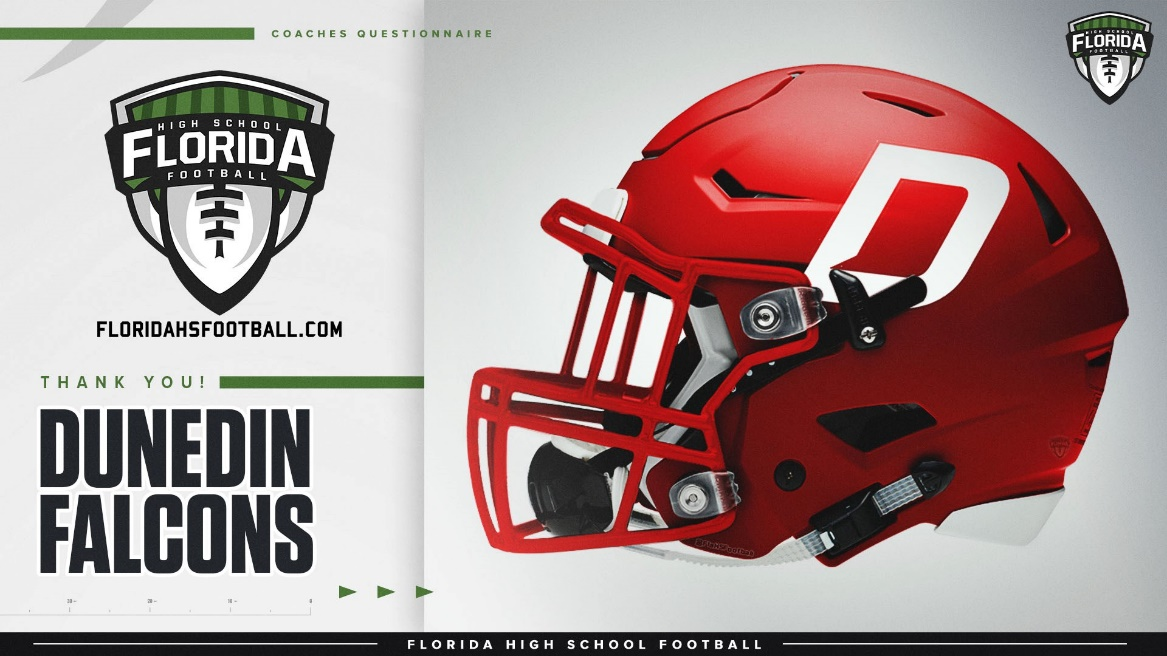 COACHES QUESTIONNAIRE
HIGH SCHOOL
FLORIDA
FOOTBALL
FLORIDAHSFOOTBALL.COM
THANK YOU!
DUNEDIN
FALCONS
HIGH SCHOOL
FLORIDA
FOOTBALL
D
FLORIDA HIGH SCHOOL FOOTBALL